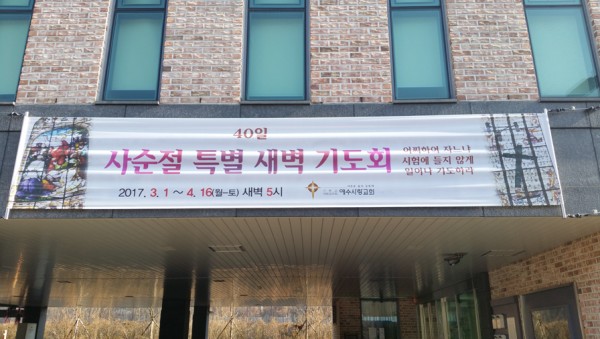 40일
사순절 특별 새벽 기도회
어찌하여 자느냐
시험에 들지 않게
일어나 기도하라
2017. 3. 1 ~ 4. 16(월~토) 새벽 5시
예수사랑교회